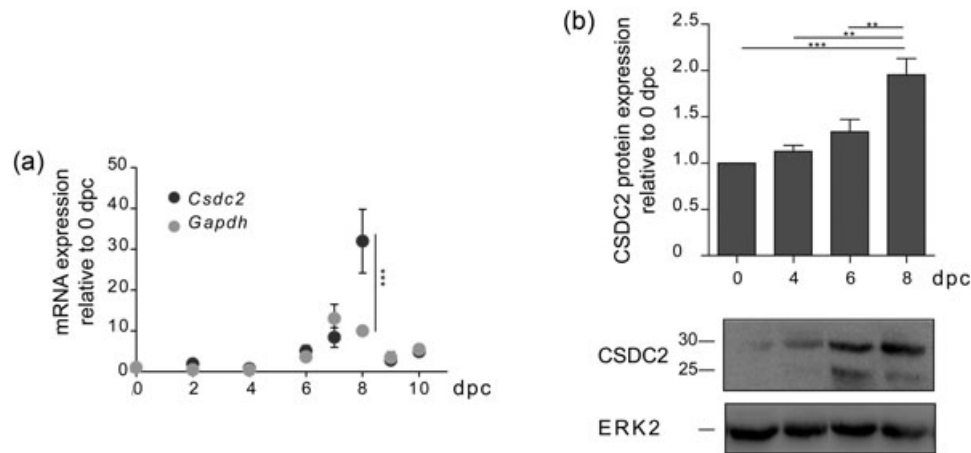 (a)
mRNA expression
relative to 0 dpc
50
40
30
20
10
0
Csdc2
Gapdh
***
0 2 4 6 8 10 dpc
(b)
CSDC2 protein expression
relative to 0 dpc
2.5
2.0
1.5
1.0
0.5
0
**
**
***
0 4 6 8 dpc
CSDC2
30
25
ERK2